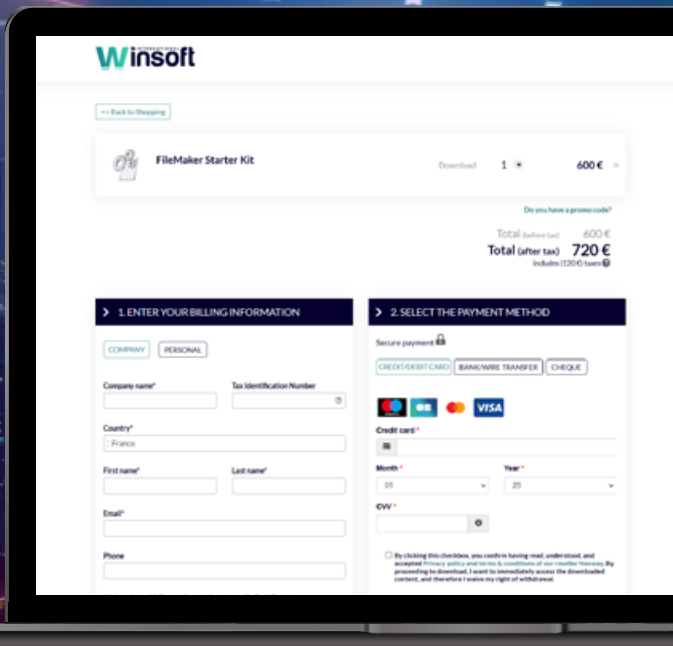 INTERNATIONAL
Winsoft
<< Back to Shopping
FileMaker Starter Kit
Download
1
600 €
×
Do you have a promo code?
Total (before tax) 600 €
Total (after tax) 720 €
Includes (120 €) taxes
1. ENTER YOUR BILLING INFORMATION
COMPANY
PERSONAL
Company name*
Tax Identification Number
Country*
France
First name*
Last name*
Email*
Phone
2. SELECT THE PAYMENT METHOD
Secure payment
CREDIT/DEBIT CARD
BANK/WIRE TRANSFER
CHEQUE
CB
VISA
Credit card *
Month *
Year *
01
25
CVV *
By clicking this checkbox, you confirm having read, understood, and
accepted Privacy policy and terms & conditions of our reseller Nexway. By
proceeding to download, I want to immediately access the downloaded
content, and therefore I waive my right of withdrawal.